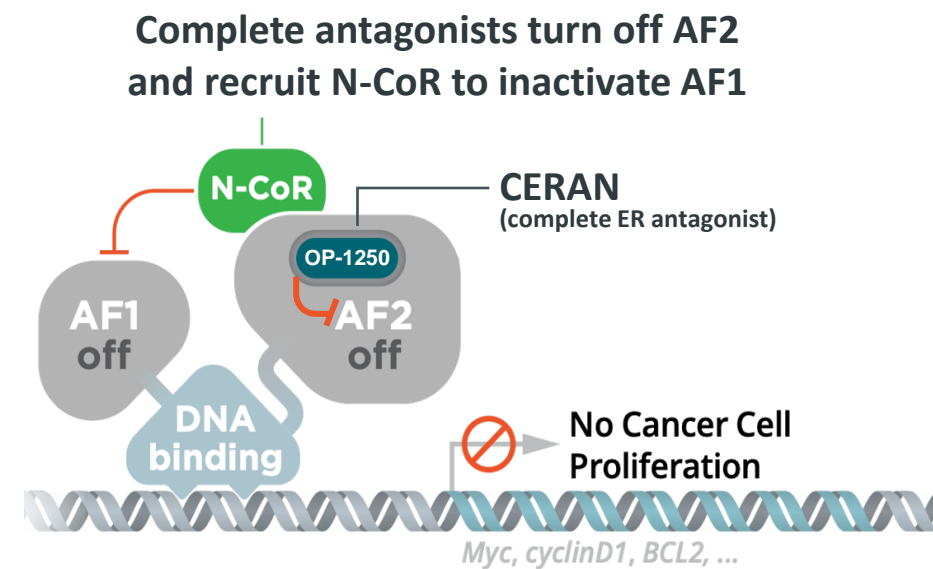 Complete antagonists turn off AF2
and recruit N-CoR to inactivate AF1
N-CoR
CERAN
(complete ER antagonist)
OP-1250
AF1
off
AF2
off
DNA
binding
No Cancer Cell
Proliferation
Myc, cyclinD1, BCL2, ...